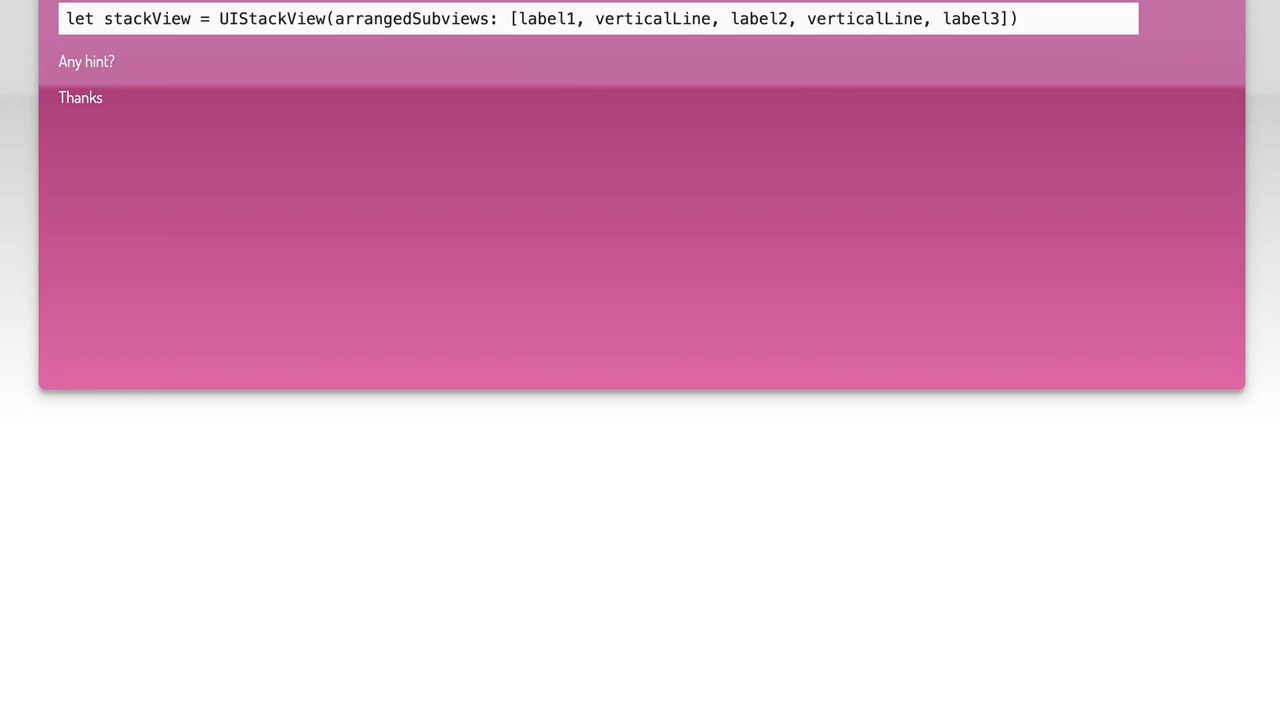 let stackView = UIStackView(arrangedSubviews: [label1, verticalLine, label2, verticalLine, label3])
Any hint?
Thanks